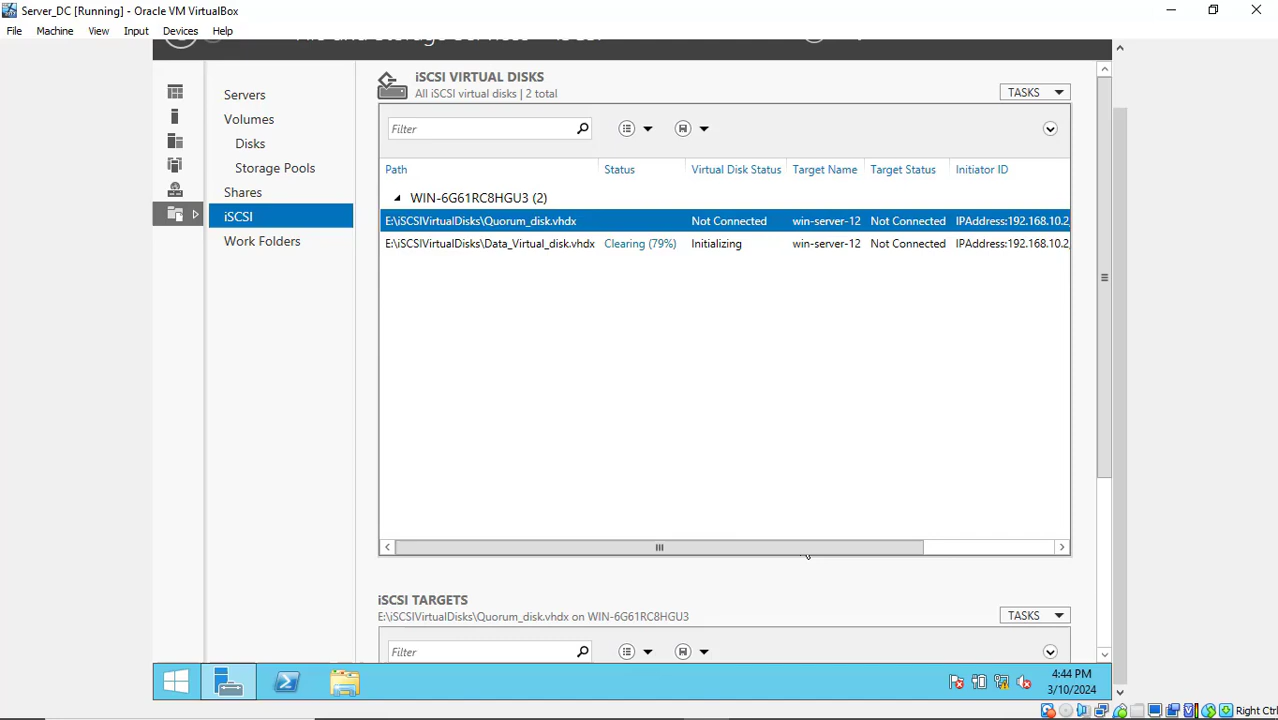 Server_DC [Running] - Oracle VM VirtualBox
File Machine View Input Devices Help
iSCSI VIRTUAL DISKS
All iSCSI virtual disks | 2 total
TASKS
Servers
Volumes
Disks
Storage Pools
Shares
iSCSI
Work Folders
Filter
Path Status Virtual Disk Status Target Name Target Status Initiator ID
WIN-6G61RC8HGU3 (2)
E:\iSCSIVirtualDisks\Quorum_disk.vhdx Not Connected win-server-12 Not Connected IPAddress:192.168.10.2
E:\iSCSIVirtualDisks\Data_Virtual_disk.vhdx Clearing (79%) Initializing win-server-12 Not Connected IPAddress:192.168.10.2
iSCSI TARGETS
E:\iSCSIVirtualDisks\Quorum_disk.vhdx on WIN-6G61RC8HGU3
TASKS
Filter
4:44 PM
3/10/2024
Right Ctrl